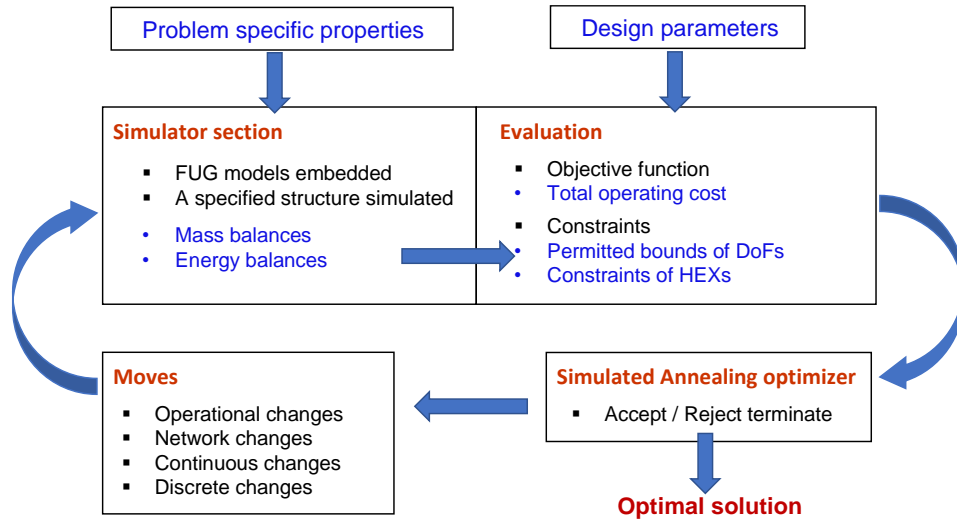 Problem specific properties
Design parameters
Simulator section
▪ FUG models embedded
▪ A specified structure simulated
• Mass balances
• Energy balances
Evaluation
▪ Objective function
• Total operating cost
▪ Constraints
• Permitted bounds of DoFs
• Constraints of HEXs
Moves
▪ Operational changes
▪ Network changes
▪ Continuous changes
▪ Discrete changes
Simulated Annealing optimizer
▪ Accept / Reject terminate
Optimal solution